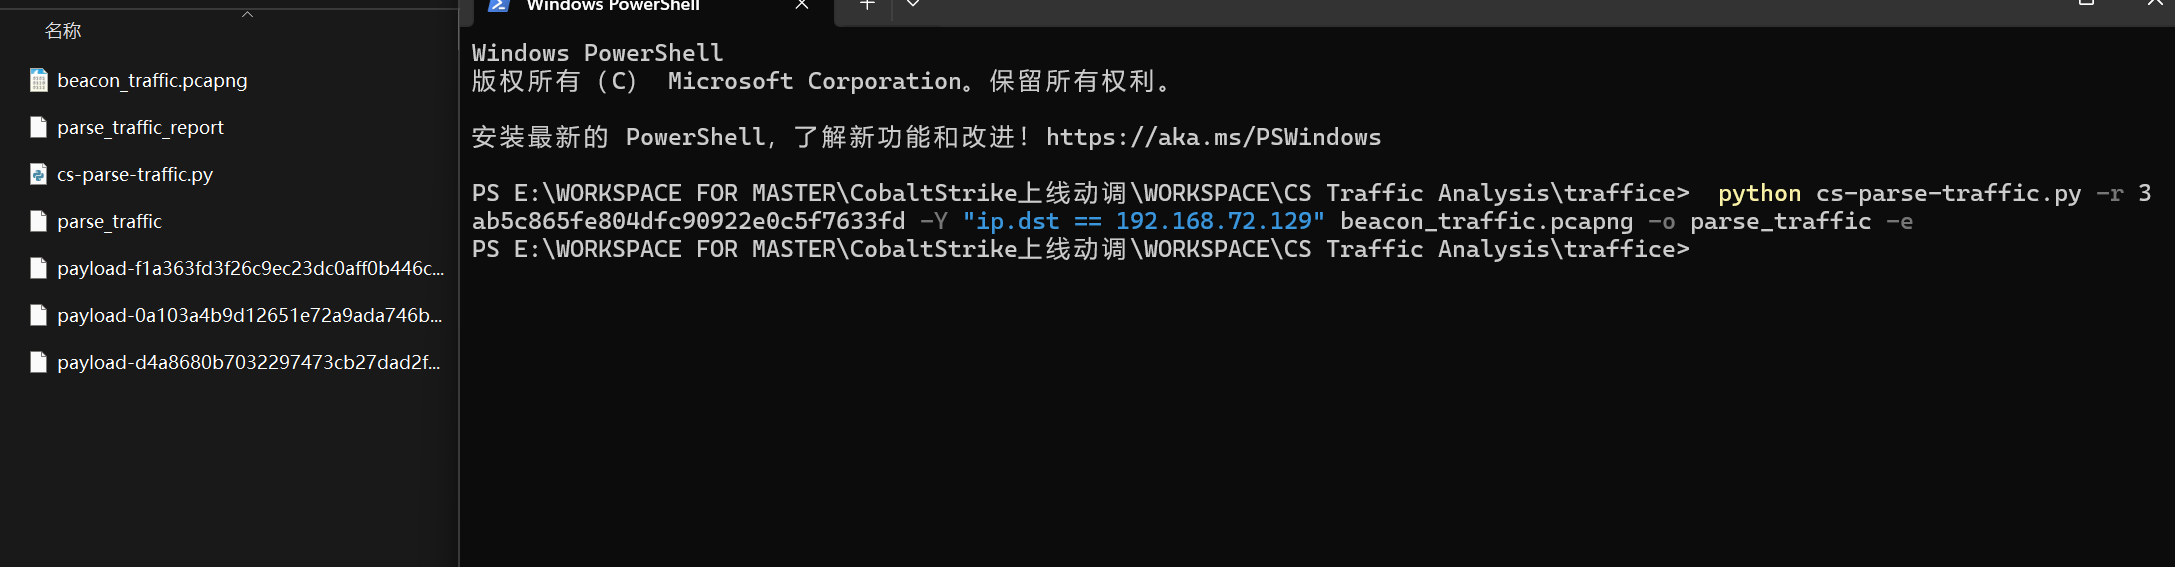 名称
beacon_traffic.pcapng
parse_traffic_report
cs-parse-traffic.py
parse_traffic
payload-f1a363fd3f26c9ec23dc0aff0b446c...
payload-0a103a4b9d12651e72a9ada746b...
payload-d4a8680b7032297473cb27dad2f...
Windows PowerShell
Windows PowerShell
版权所有 (C) Microsoft Corporation。保留所有权利。
安装最新的 PowerShell，了解新功能和改进！https://aka.ms/PSWindows
PS E:\WORKSPACE FOR MASTER\CobaltStrike上线动调\WORKSPACE\CS Traffic Analysis\traffice>  python cs-parse-traffic.py -r 3
ab5c865fe804dfc90922e0c5f7633fd -Y "ip.dst == 192.168.72.129" beacon_traffic.pcapng -o parse_traffic -e
PS E:\WORKSPACE FOR MASTER\CobaltStrike上线动调\WORKSPACE\CS Traffic Analysis\traffice>